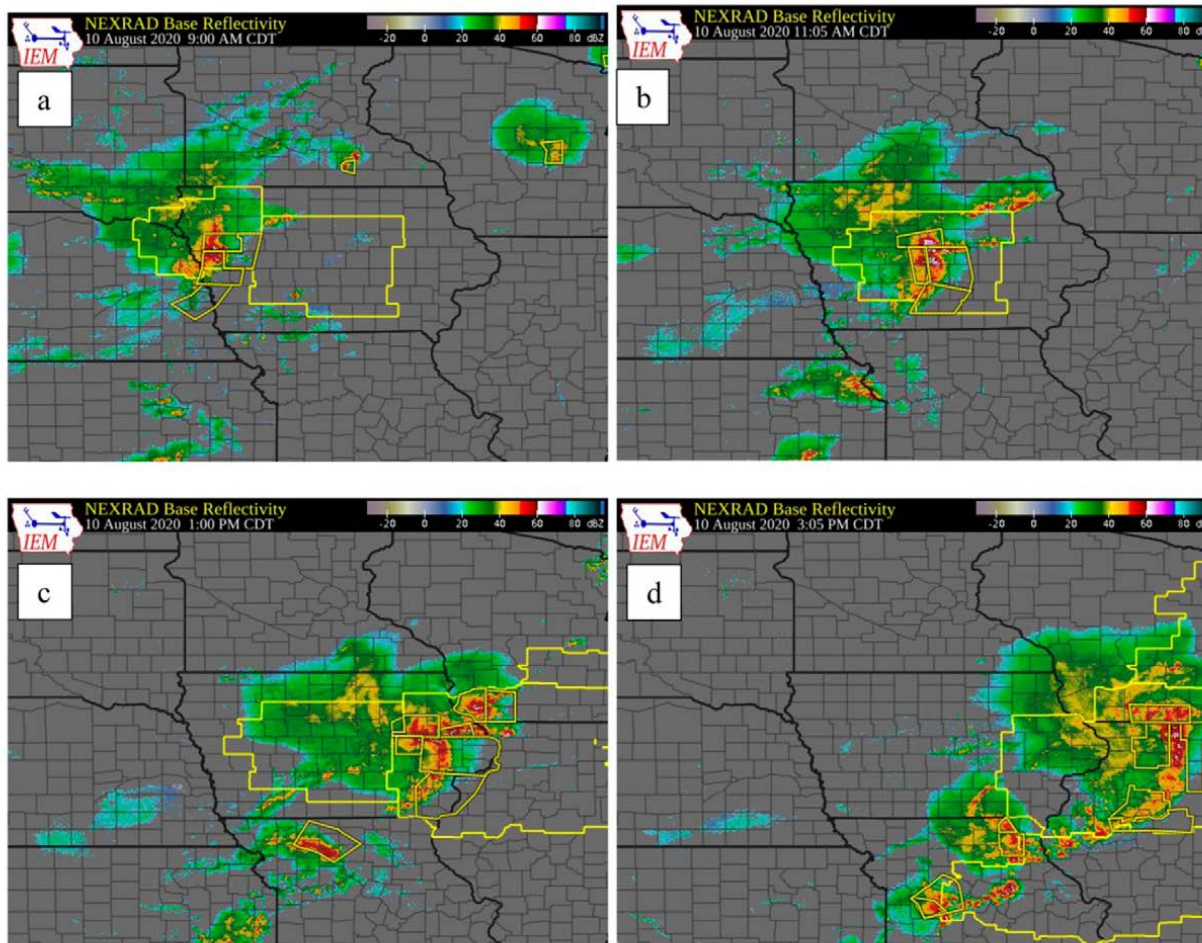 NEXRAD Base Reflectivity
10 August 2020 9:00 AM CDT
-20 0 20 40 60 80 dBZ
IEM
a
NEXRAD Base Reflectivity
10 August 2020 11:05 AM CDT
-20 0 20 40 60 80 d
IEM
b
NEXRAD Base Reflectivity
10 August 2020 1:00 PM CDT
-20 0 20 40 60 80 dBZ
IEM
c
NEXRAD Base Reflectivity
10 August 2020 3:05 PM CDT
-20 0 20 40 60 80 d
IEM
d